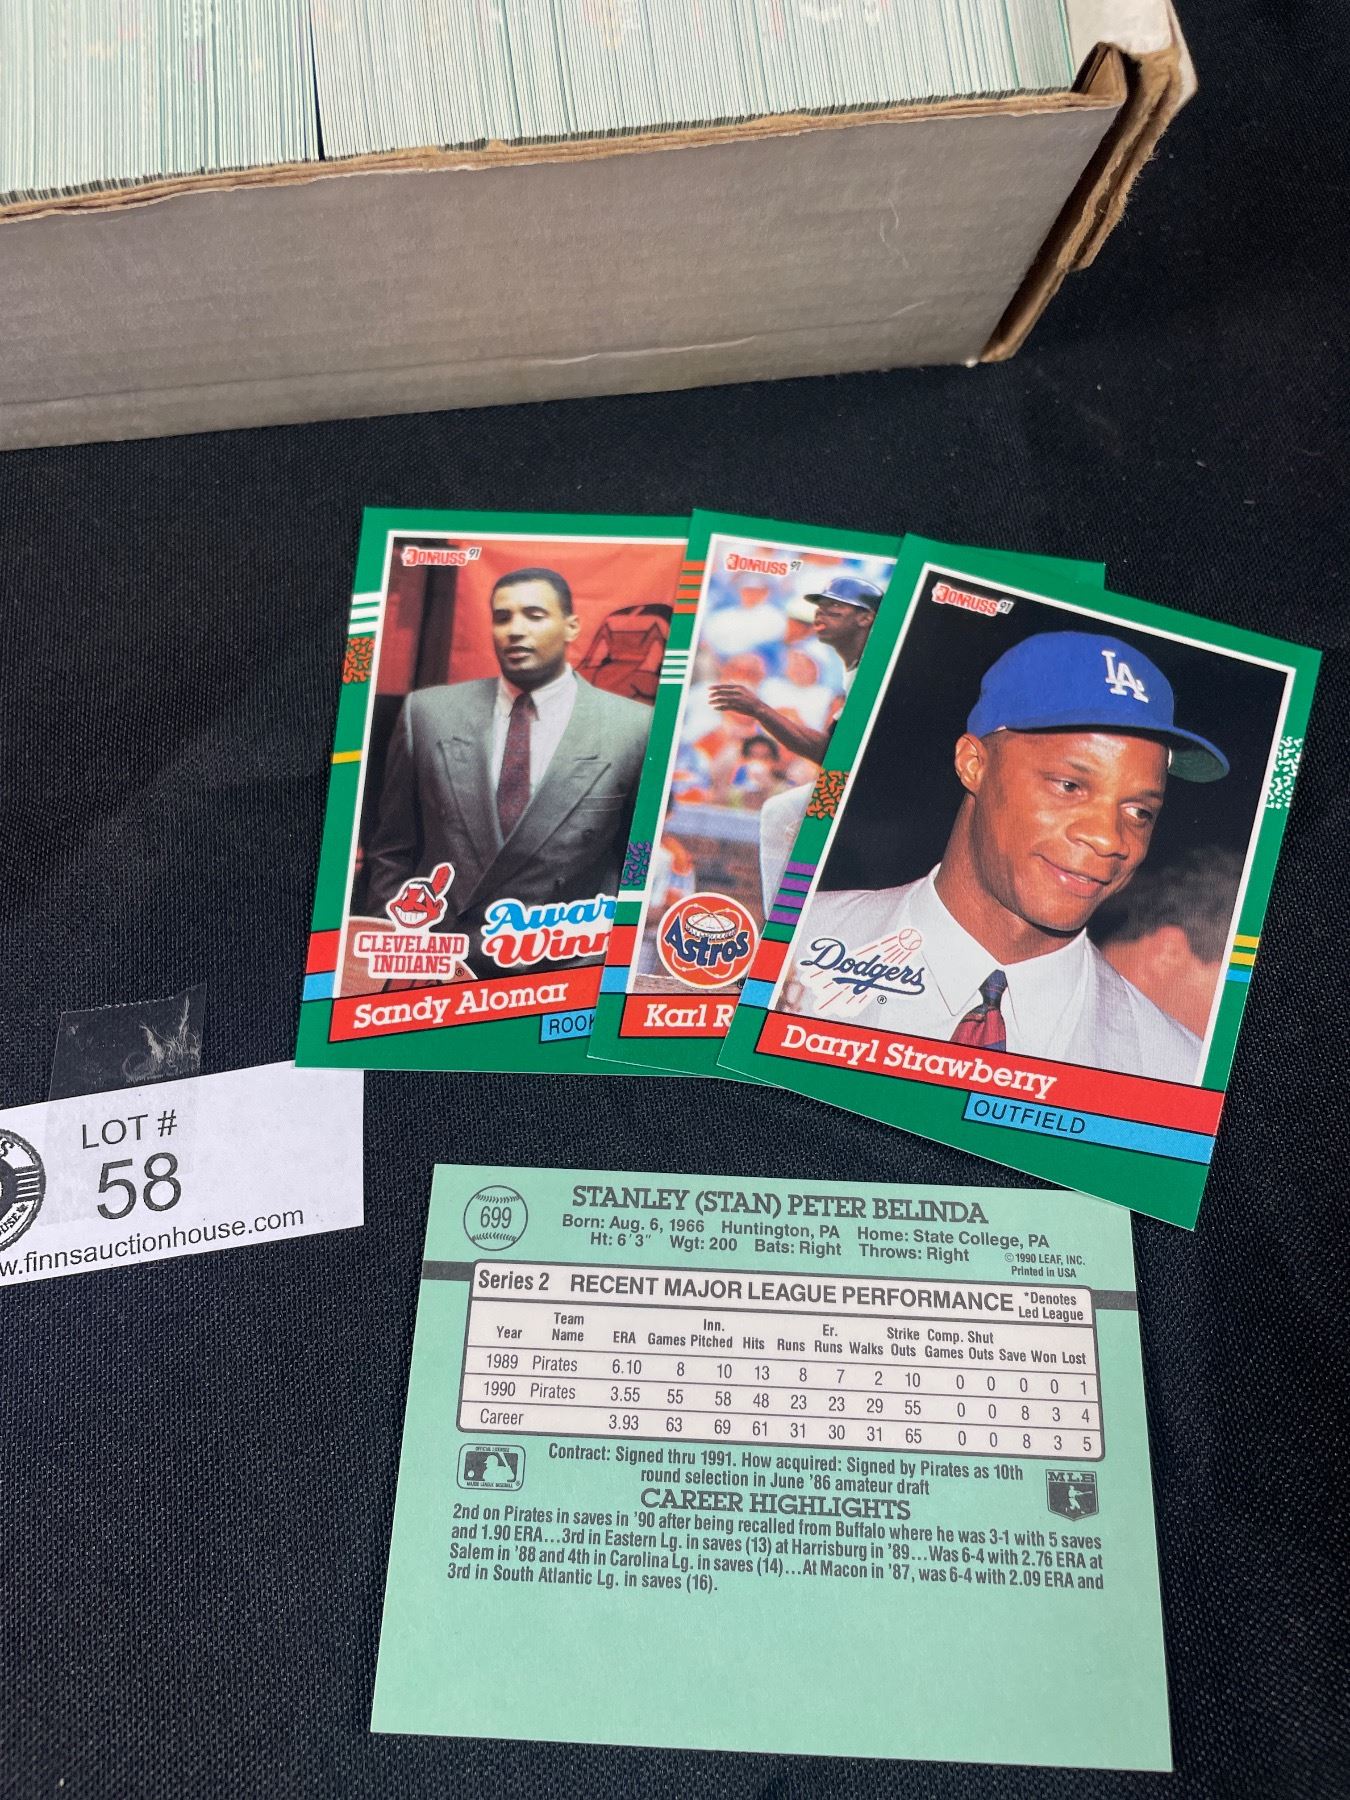 DONRUSS 91
CLEVELAND
INDIANS
Sandy Alomar
DONRUSS 91
Astros
Karl
DONRUSS 91
LA
Dodgers
Darryl Strawberry
OUTFIELD
LOT #
58
.finnsauctionhouse.com
699
STANLEY (STAN) PETER BELINDA
Born: Aug. 6, 1966 Huntington, PA Home: State College, PA
Ht: 6'3" Wgt: 200 Bats: Right Throws: Right
©1990 LEAF, INC.
Printed in USA
Series 2 RECENT MAJOR LEAGUE PERFORMANCE *Denotes Led League
Year Team Name ERA Games Inn. Pitched Hits Runs Er. Runs Walks Strike Outs Comp. Games Shut Outs Save Won Lost
1989 Pirates 6.10 8 10 13 8 7 2 10 0 0 0 0 1
1990 Pirates 3.55 55 58 48 23 23 29 55 0 0 8 3 4
Career 3.93 63 69 61 31 30 31 65 0 0 8 3 5
Contract: Signed thru 1991. How acquired: Signed by Pirates as 10th
round selection in June '86 amateur draft
MLB
CAREER HIGHLIGHTS
2nd on Pirates in saves in '90 after being recalled from Buffalo where he was 3-1 with 5 saves
and 1.90 ERA...3rd in Eastern Lg. in saves (13) at Harrisburg in '89...Was 6-4 with 2.76 ERA at
Salem in '88 and 4th in Carolina Lg. in saves (14)...At Macon in '87, was 6-4 with 2.09 ERA and
3rd in South Atlantic Lg. in saves (16).